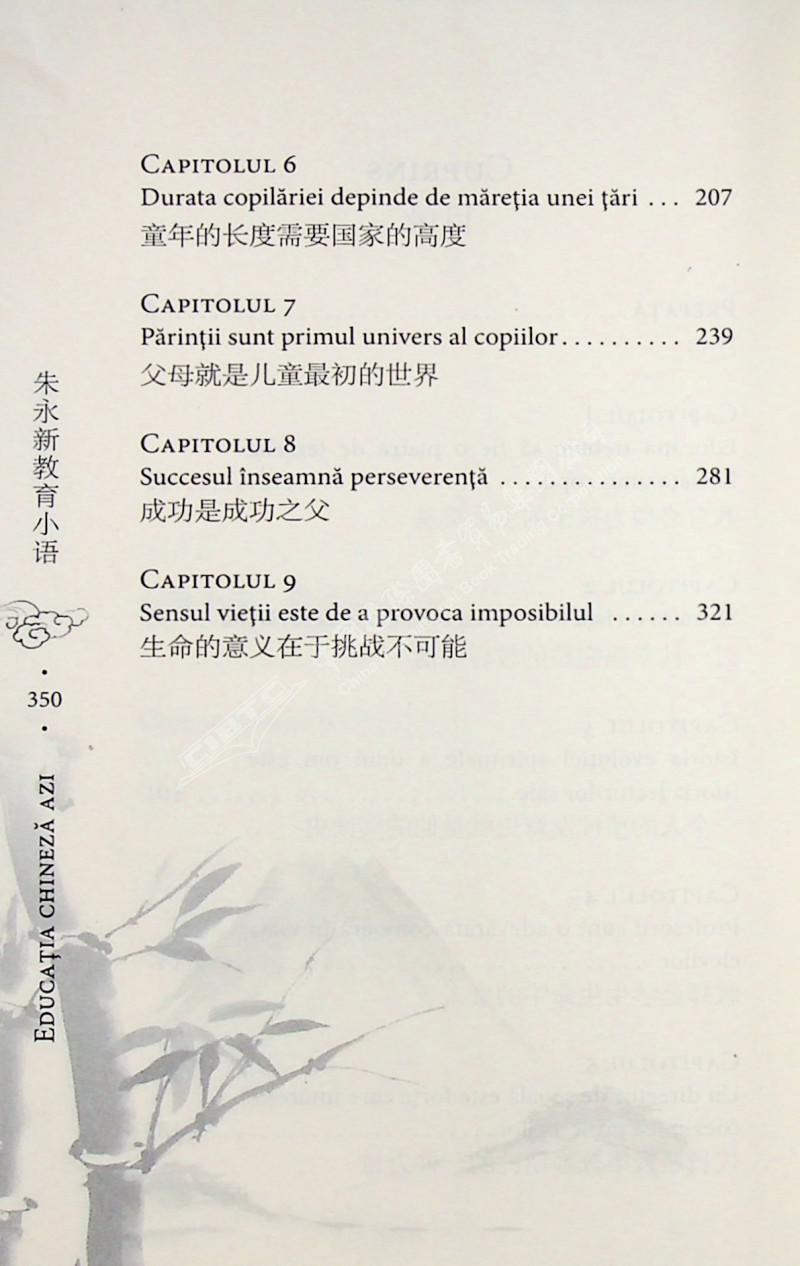 CAPITOLUL 6
Durata copilăriei depinde de măreţia unei ţări ... 207
童年的长度需要国家的高度
CAPITOLUL 7
Părinţii sunt primul univers al copiilor.......... 239
父母就是儿童最初的世界
CAPITOLUL 8
Succesul înseamnă perseverenţă ............... 281
成功是成功之父
CAPITOLUL 9
Sensul vieţii este de a provoca imposibilul ...... 321
生命的意义在于挑战不可能
朱永新教育小语
350
EDUCAŢIA CHINEZĂ AZI
CIBTC